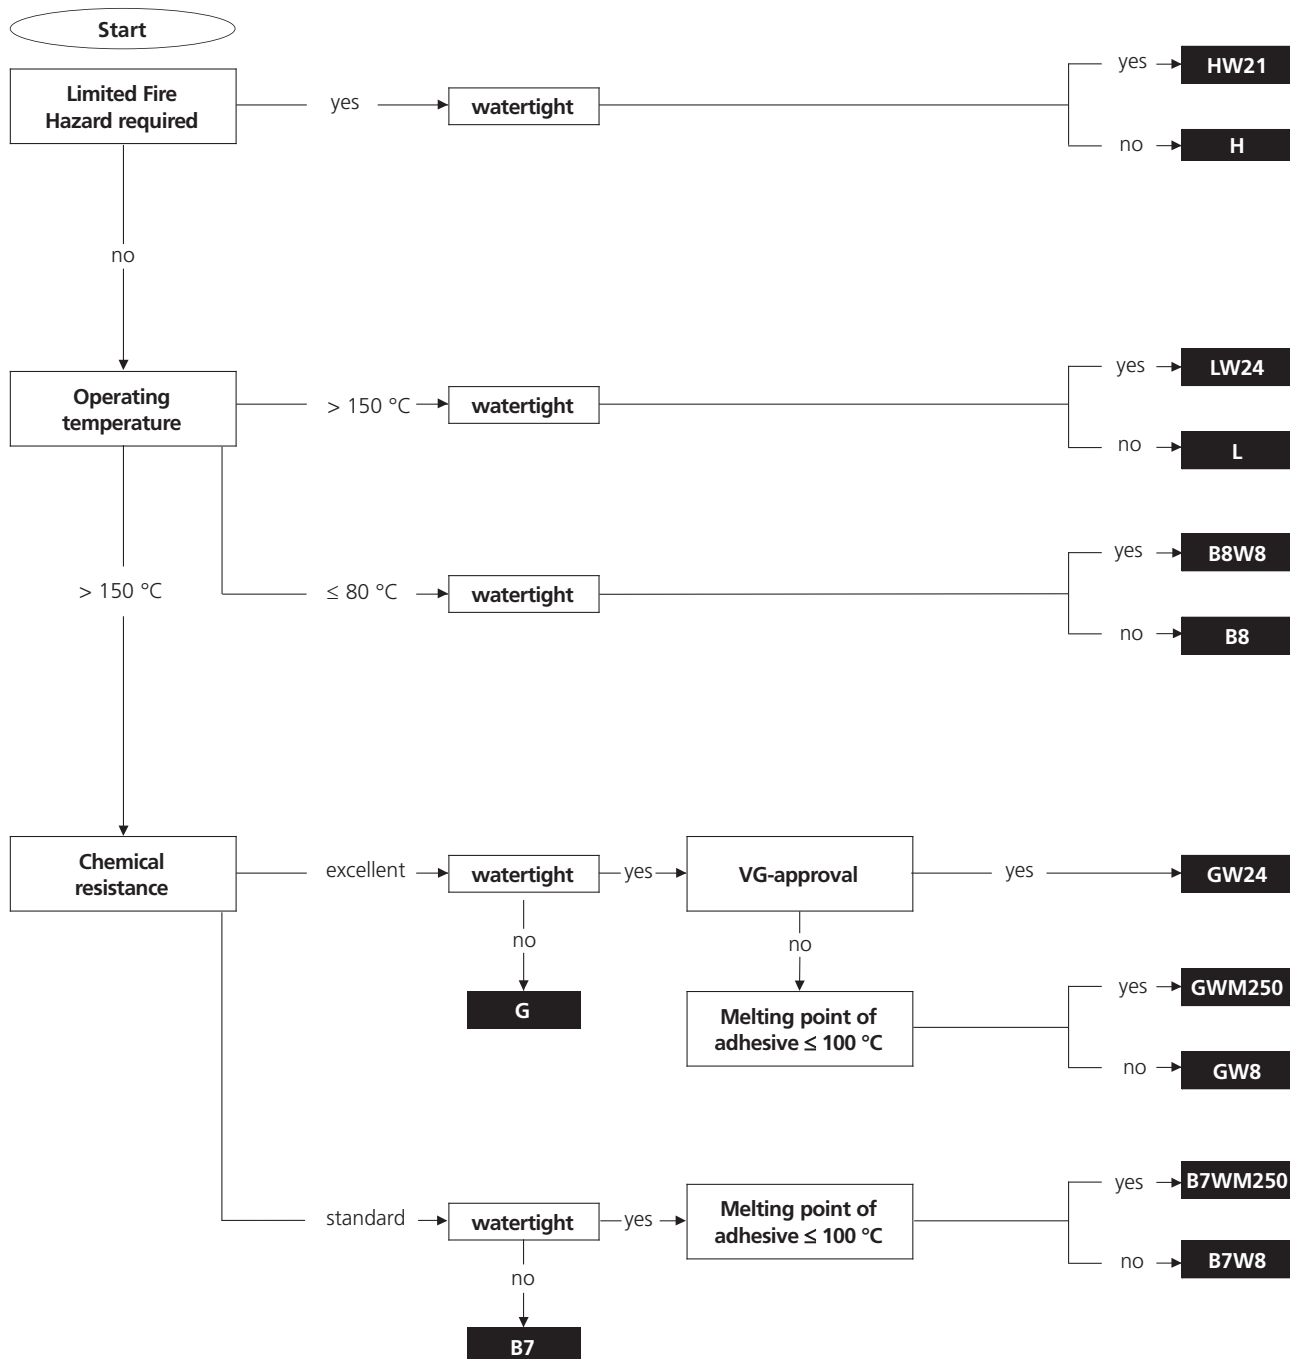 Start
Limited Fire
Hazard required
yes
watertight
yes
HW21
no
H
no
Operating
temperature
> 150 °C
watertight
yes
LW24
no
L
> 150 °C
≤ 80 °C
watertight
yes
B8W8
no
B8
Chemical
resistance
excellent
watertight
yes
VG-approval
yes
GW24
no
G
no
Melting point of
adhesive ≤ 100 °C
yes
GWM250
no
GW8
standard
watertight
yes
Melting point of
adhesive ≤ 100 °C
yes
B7WM250
no
B7W8
no
B7